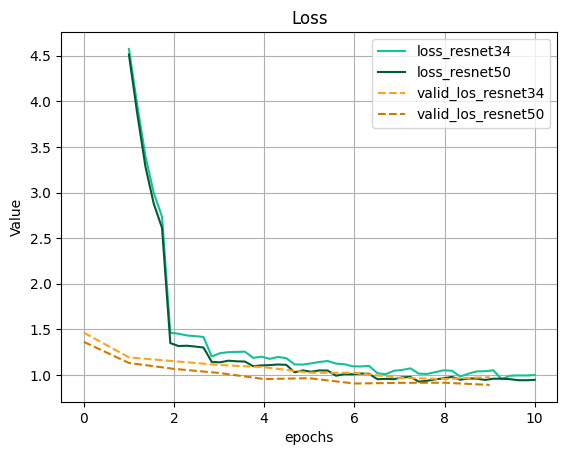 Loss
loss_resnet34
loss_resnet50
valid_los_resnet34
valid_los_resnet50
Value
4.5
4.0
3.5
3.0
2.5
2.0
1.5
1.0
0 2 4 6 8 10
epochs